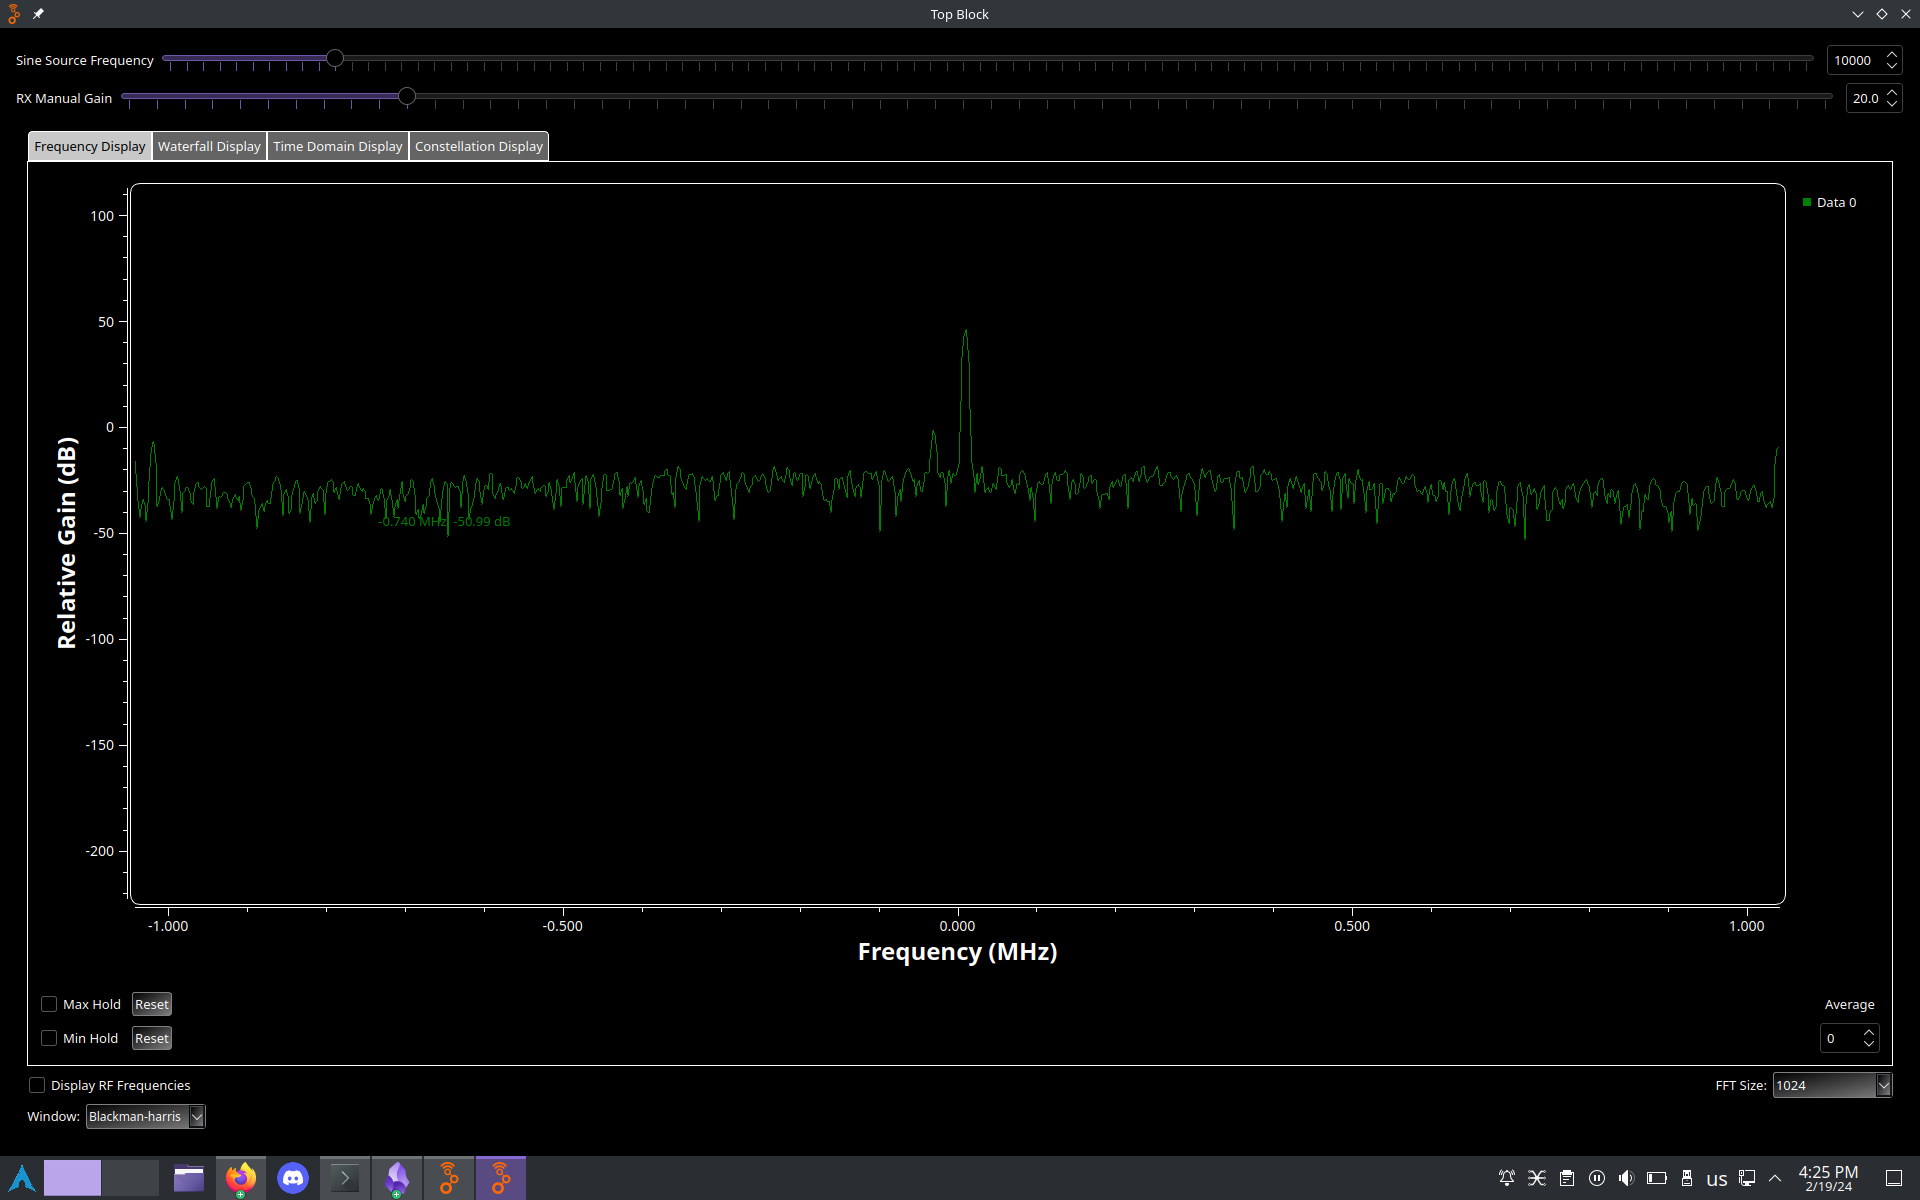 Top Block
Sine Source Frequency 10000
RX Manual Gain 20.0
Frequency Display Waterfall Display Time Domain Display Constellation Display
Data 0
100
50
0
-50
-100
-150
-200
Relative Gain (dB)
-0.740 MHz, -50.99 dB
-1.000 -0.500 0.000 0.500 1.000
Frequency (MHz)
Max Hold Reset Average
Min Hold Reset 0
Display RF Frequencies FFT Size: 1024
Window: Blackman-harris
us 4:25 PM
2/19/24